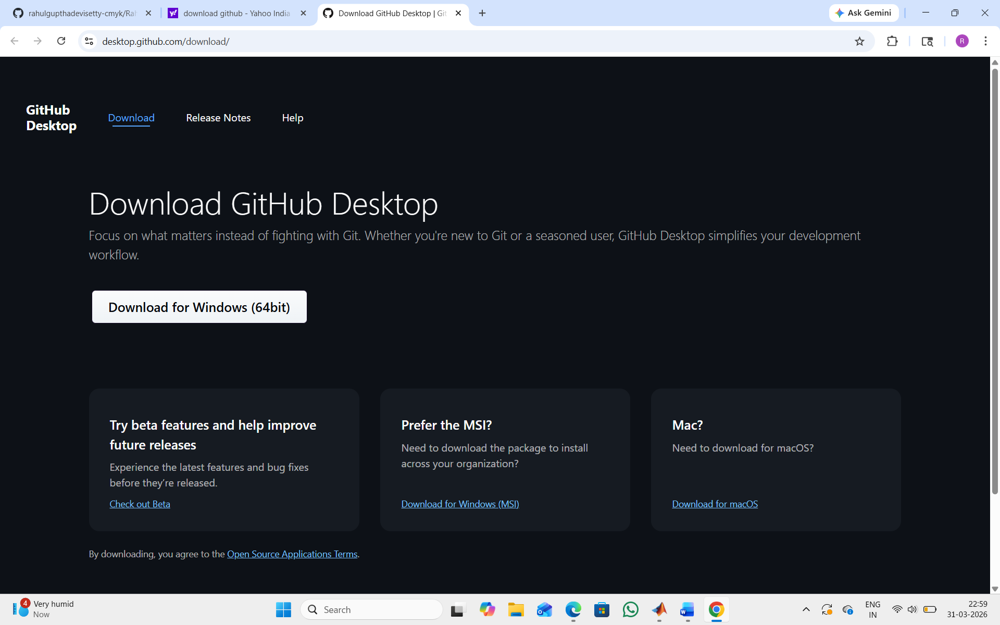 rahulgupthadevisetty-cmyk/Rah
download github - Yahoo India
Download GitHub Desktop | Git
Ask Gemini
desktop.github.com/download/
R
GitHub
Desktop
Download
Release Notes
Help
Download GitHub Desktop
Focus on what matters instead of fighting with Git. Whether you're new to Git or a seasoned user, GitHub Desktop simplifies your development
workflow.
Download for Windows (64bit)
Try beta features and help improve
future releases
Experience the latest features and bug fixes
before they’re released.
Check out Beta
Prefer the MSI?
Need to download the package to install
across your organization?
Download for Windows (MSI)
Mac?
Need to download for macOS?
Download for macOS
By downloading, you agree to the Open Source Applications Terms.
4
Very humid
Now
Search
ENG
IN
22:59
31-03-2026